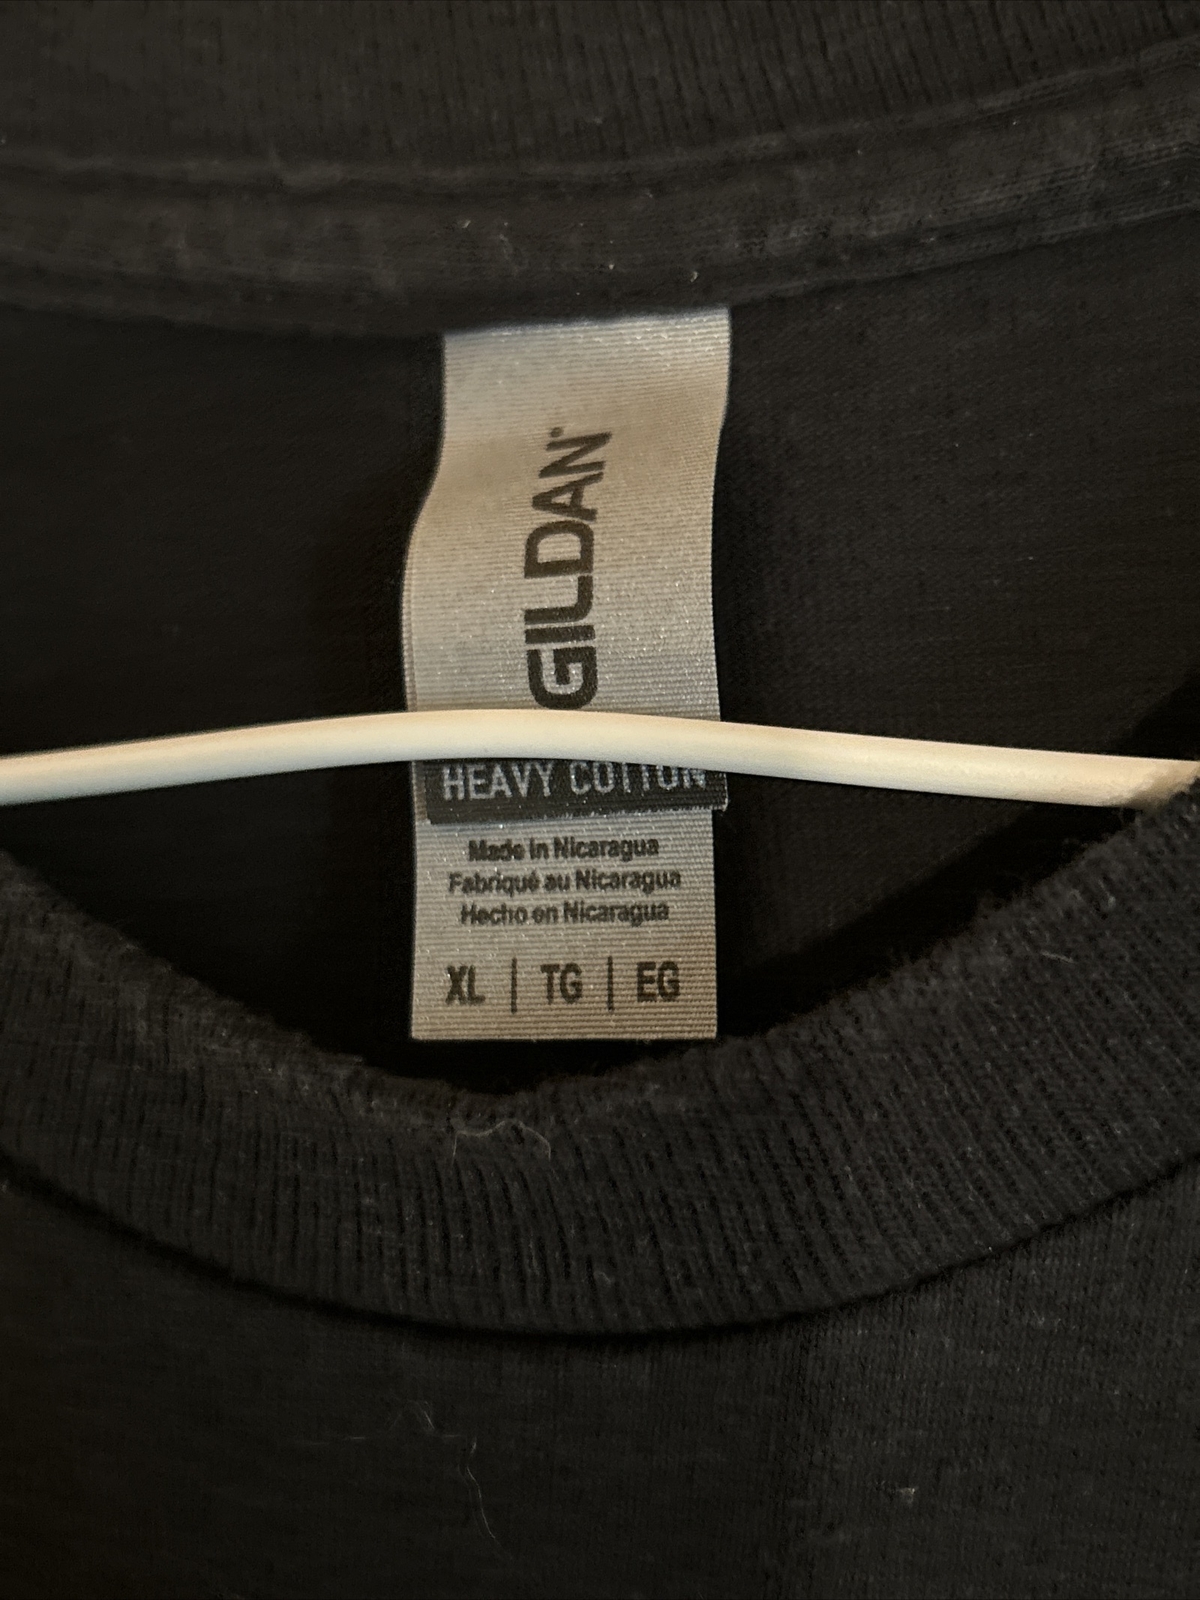 GILDAN
HEAVY COTTON
Made in Nicaragua
Fabriqué au Nicaragua
Hecho en Nicaragua
XL | TG | EG